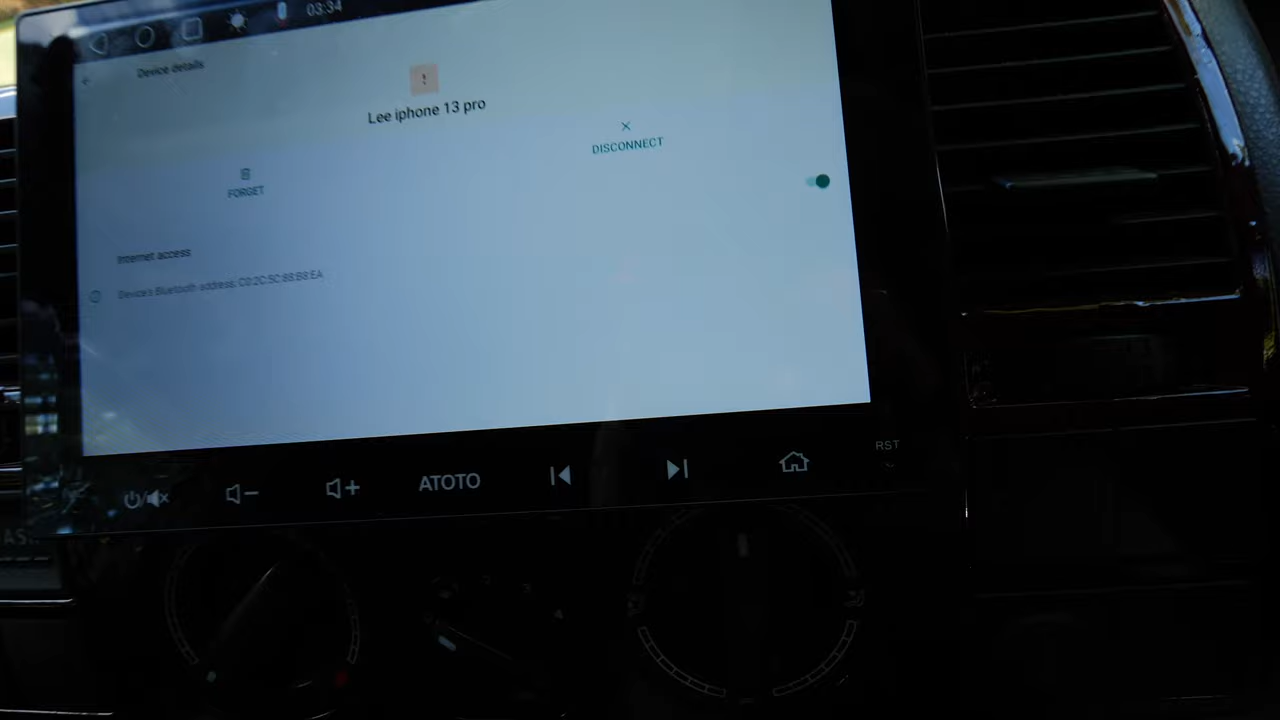 03:34
Device details
Lee iphone 13 pro
DISCONNECT
FORGET
Internet access
Device's Bluetooth address: C0:2C:5C:88:B8:EA
ATOTO
RST